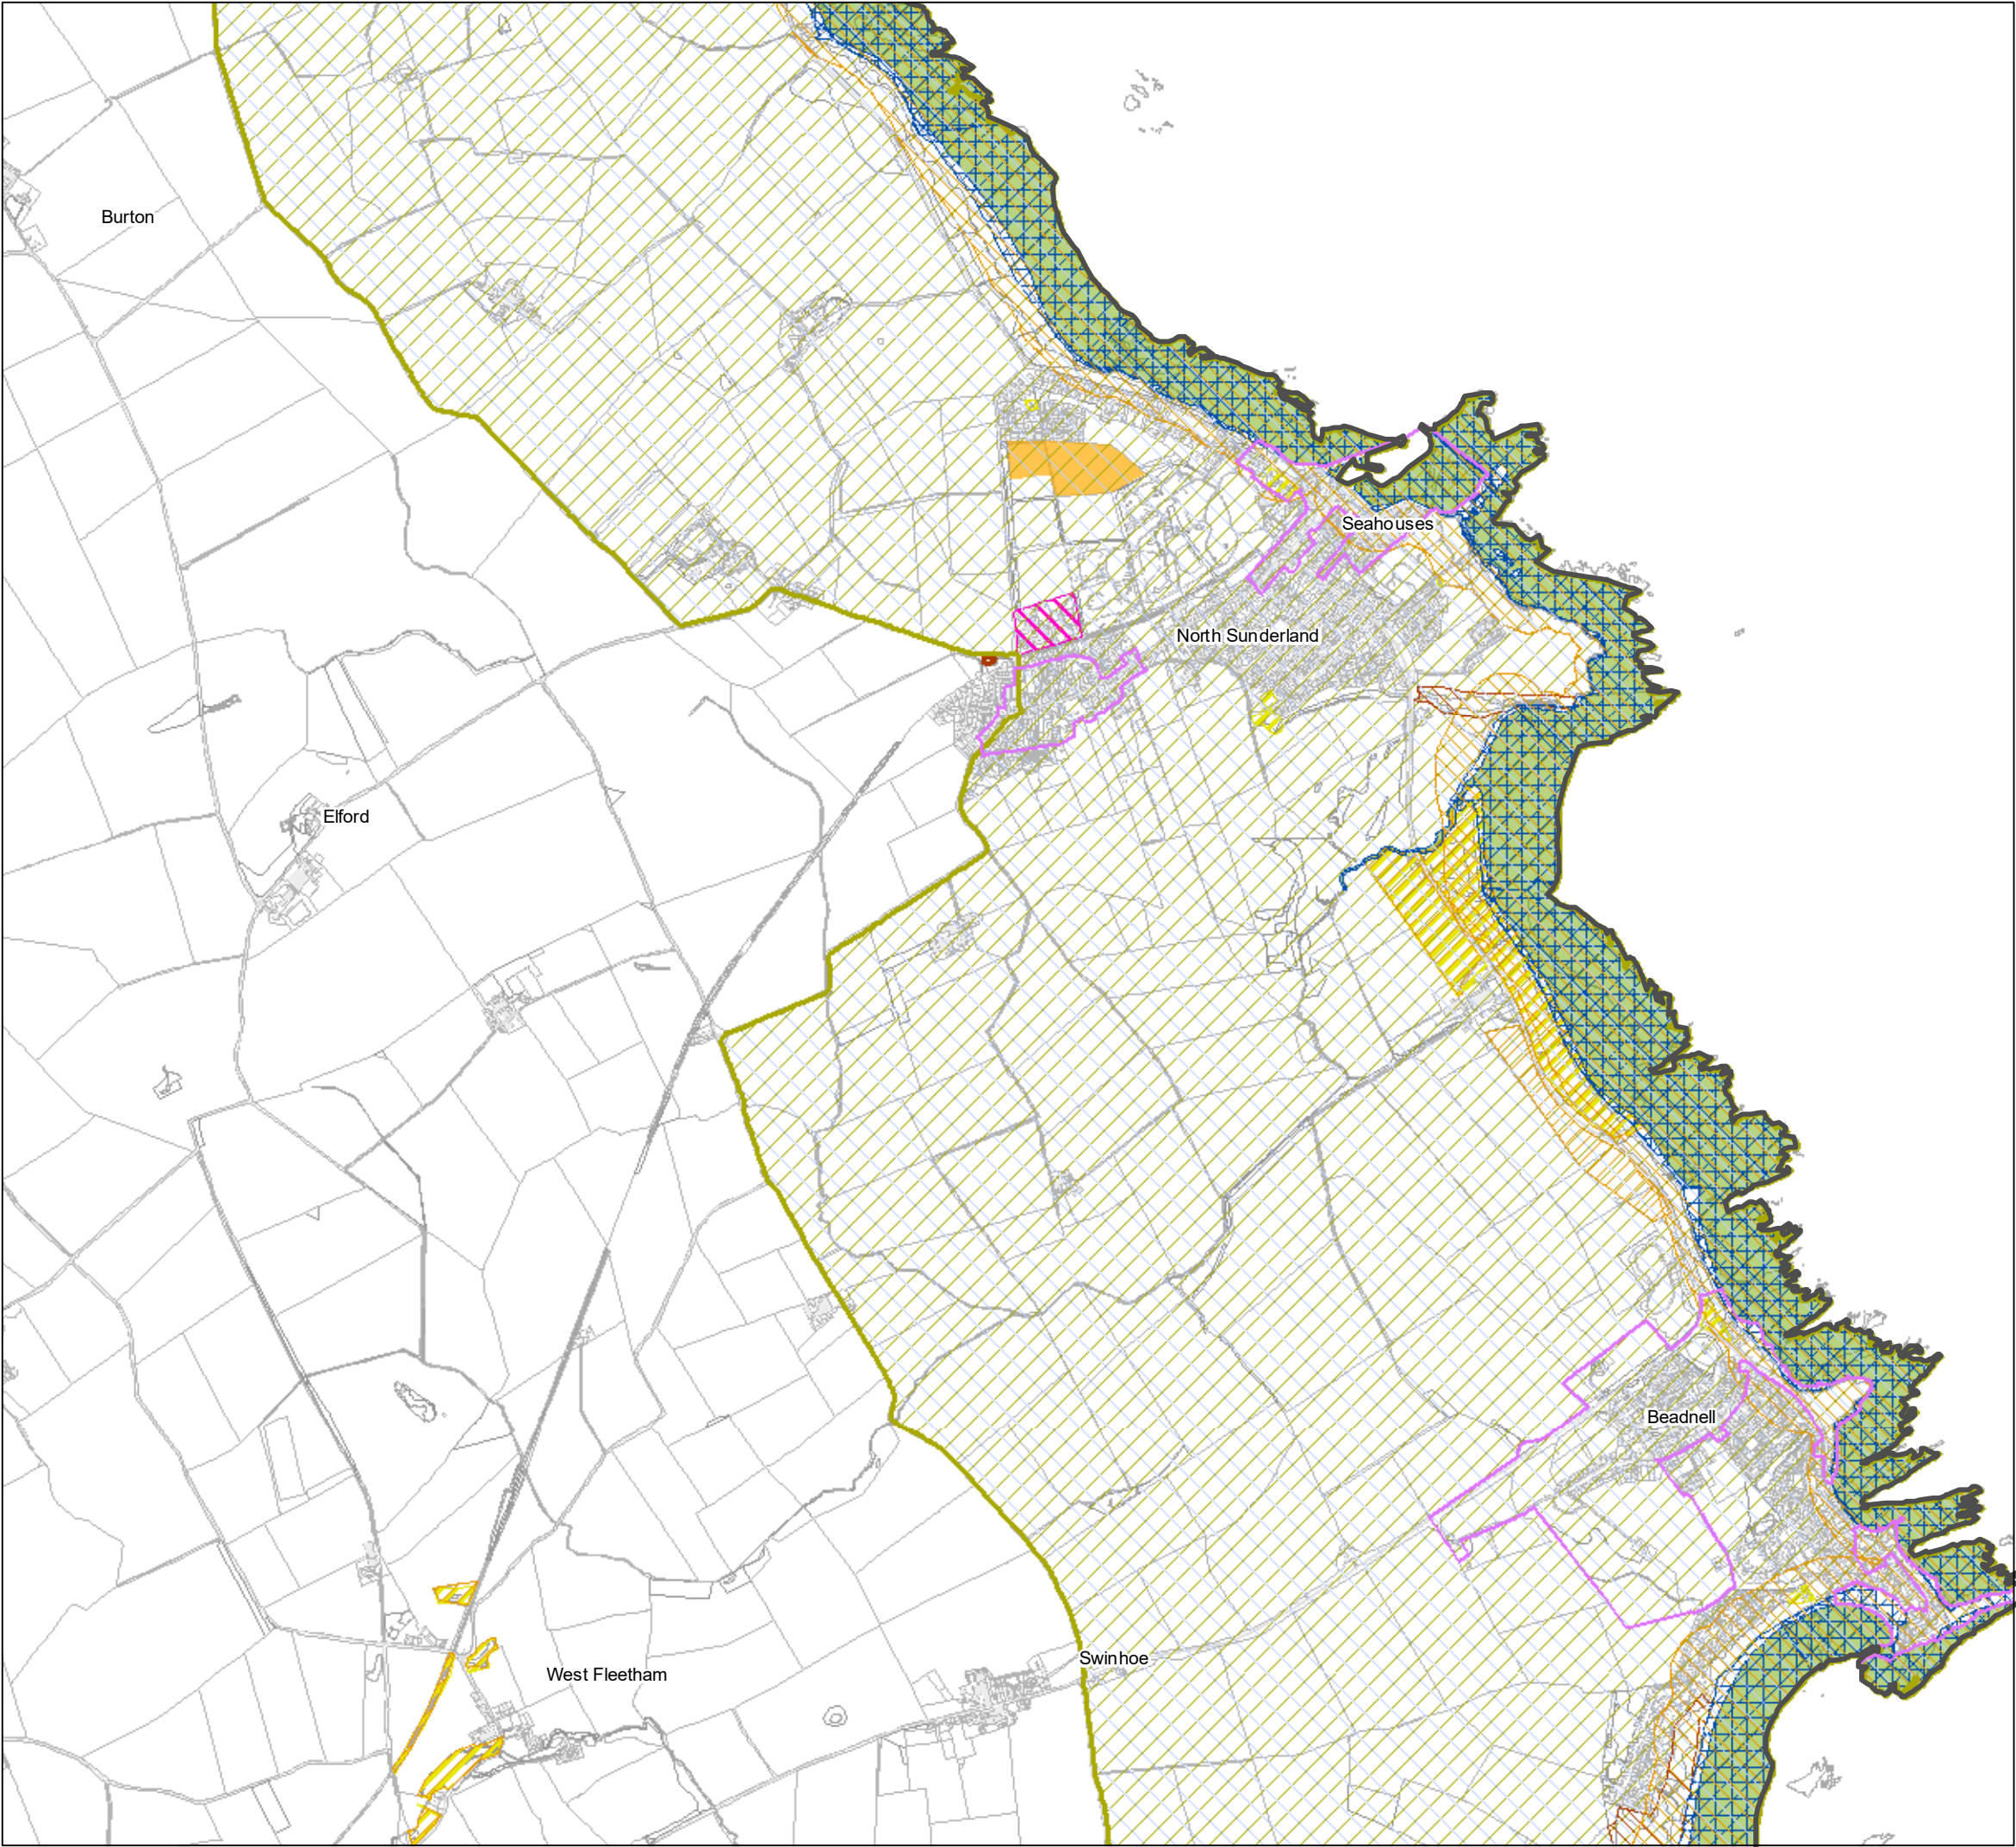 Burton
Seahouses
North Sunderland
Elford
Beadnell
Swinhoe
West Fleetham